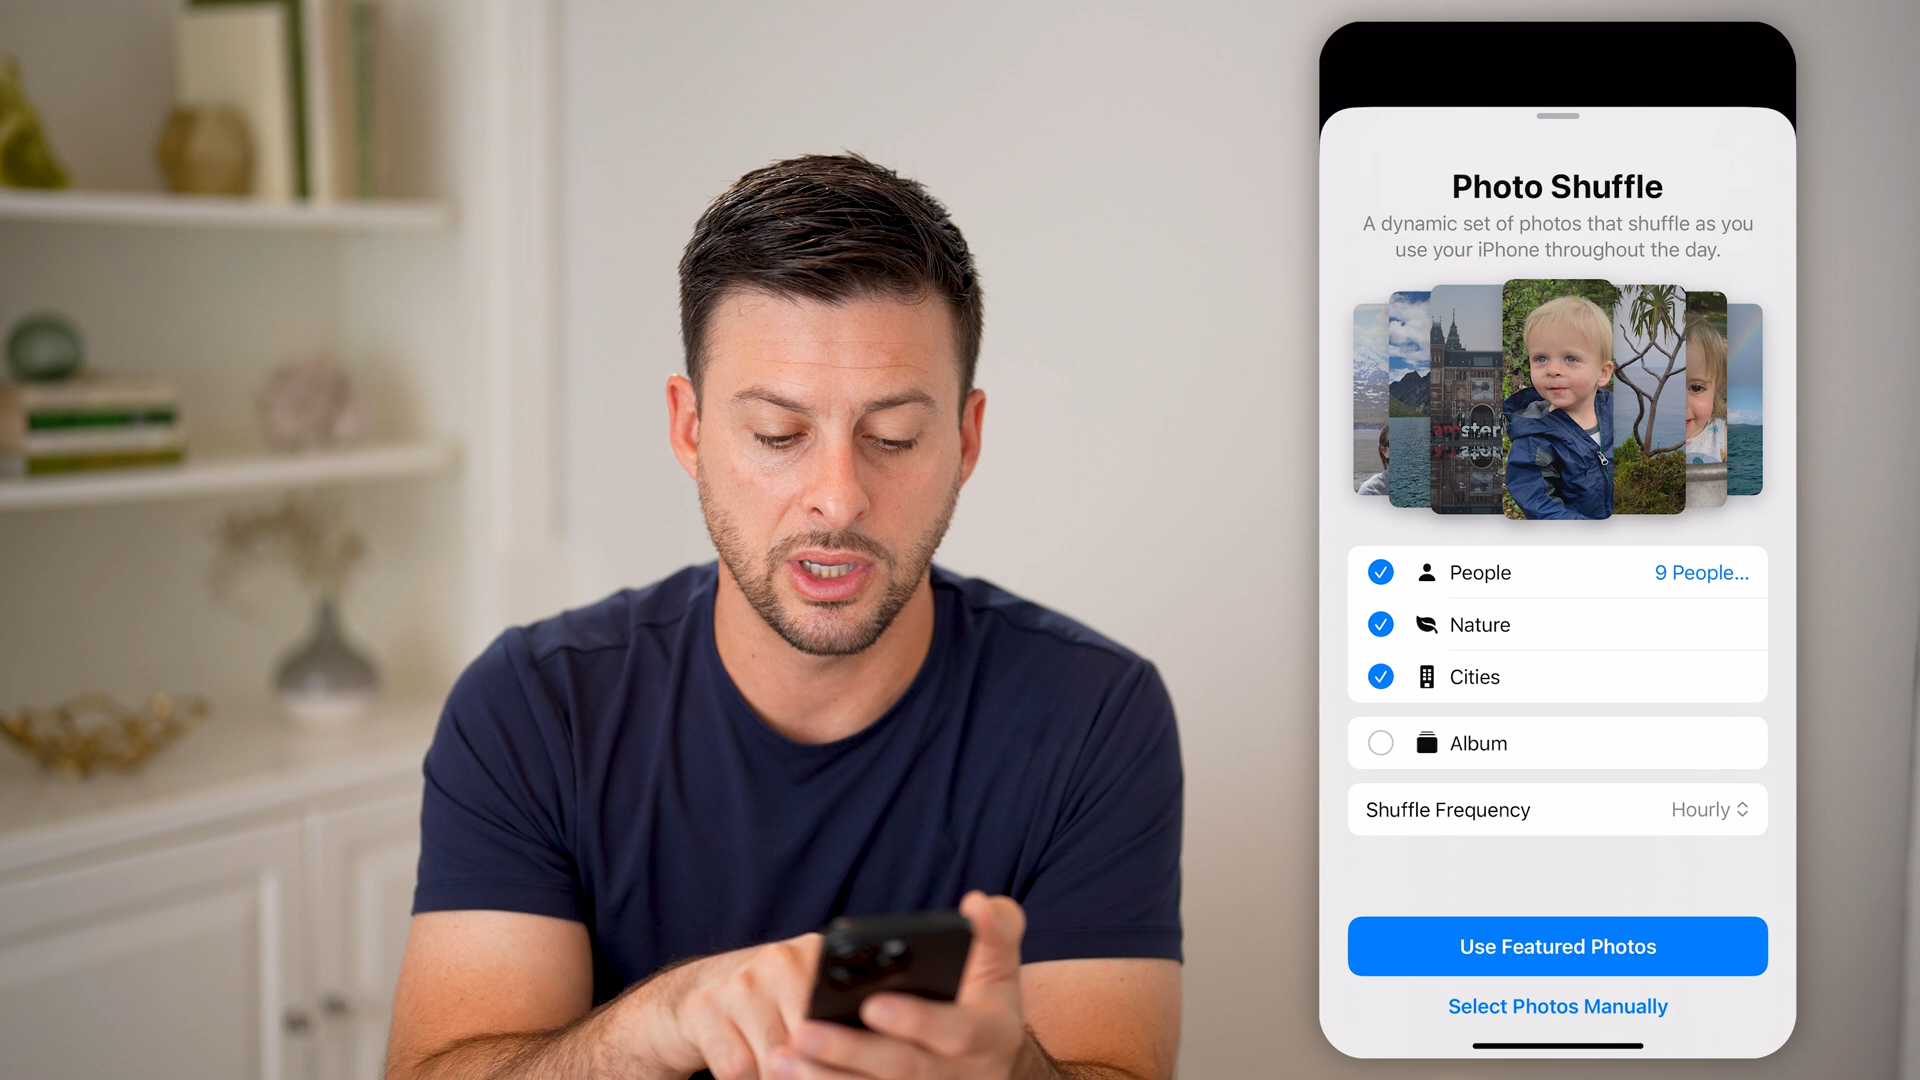 Photo Shuffle
A dynamic set of photos that shuffle as you
use your iPhone throughout the day.
People
9 People...
Nature
Cities
Album
Shuffle Frequency
Hourly
Use Featured Photos
Select Photos Manually